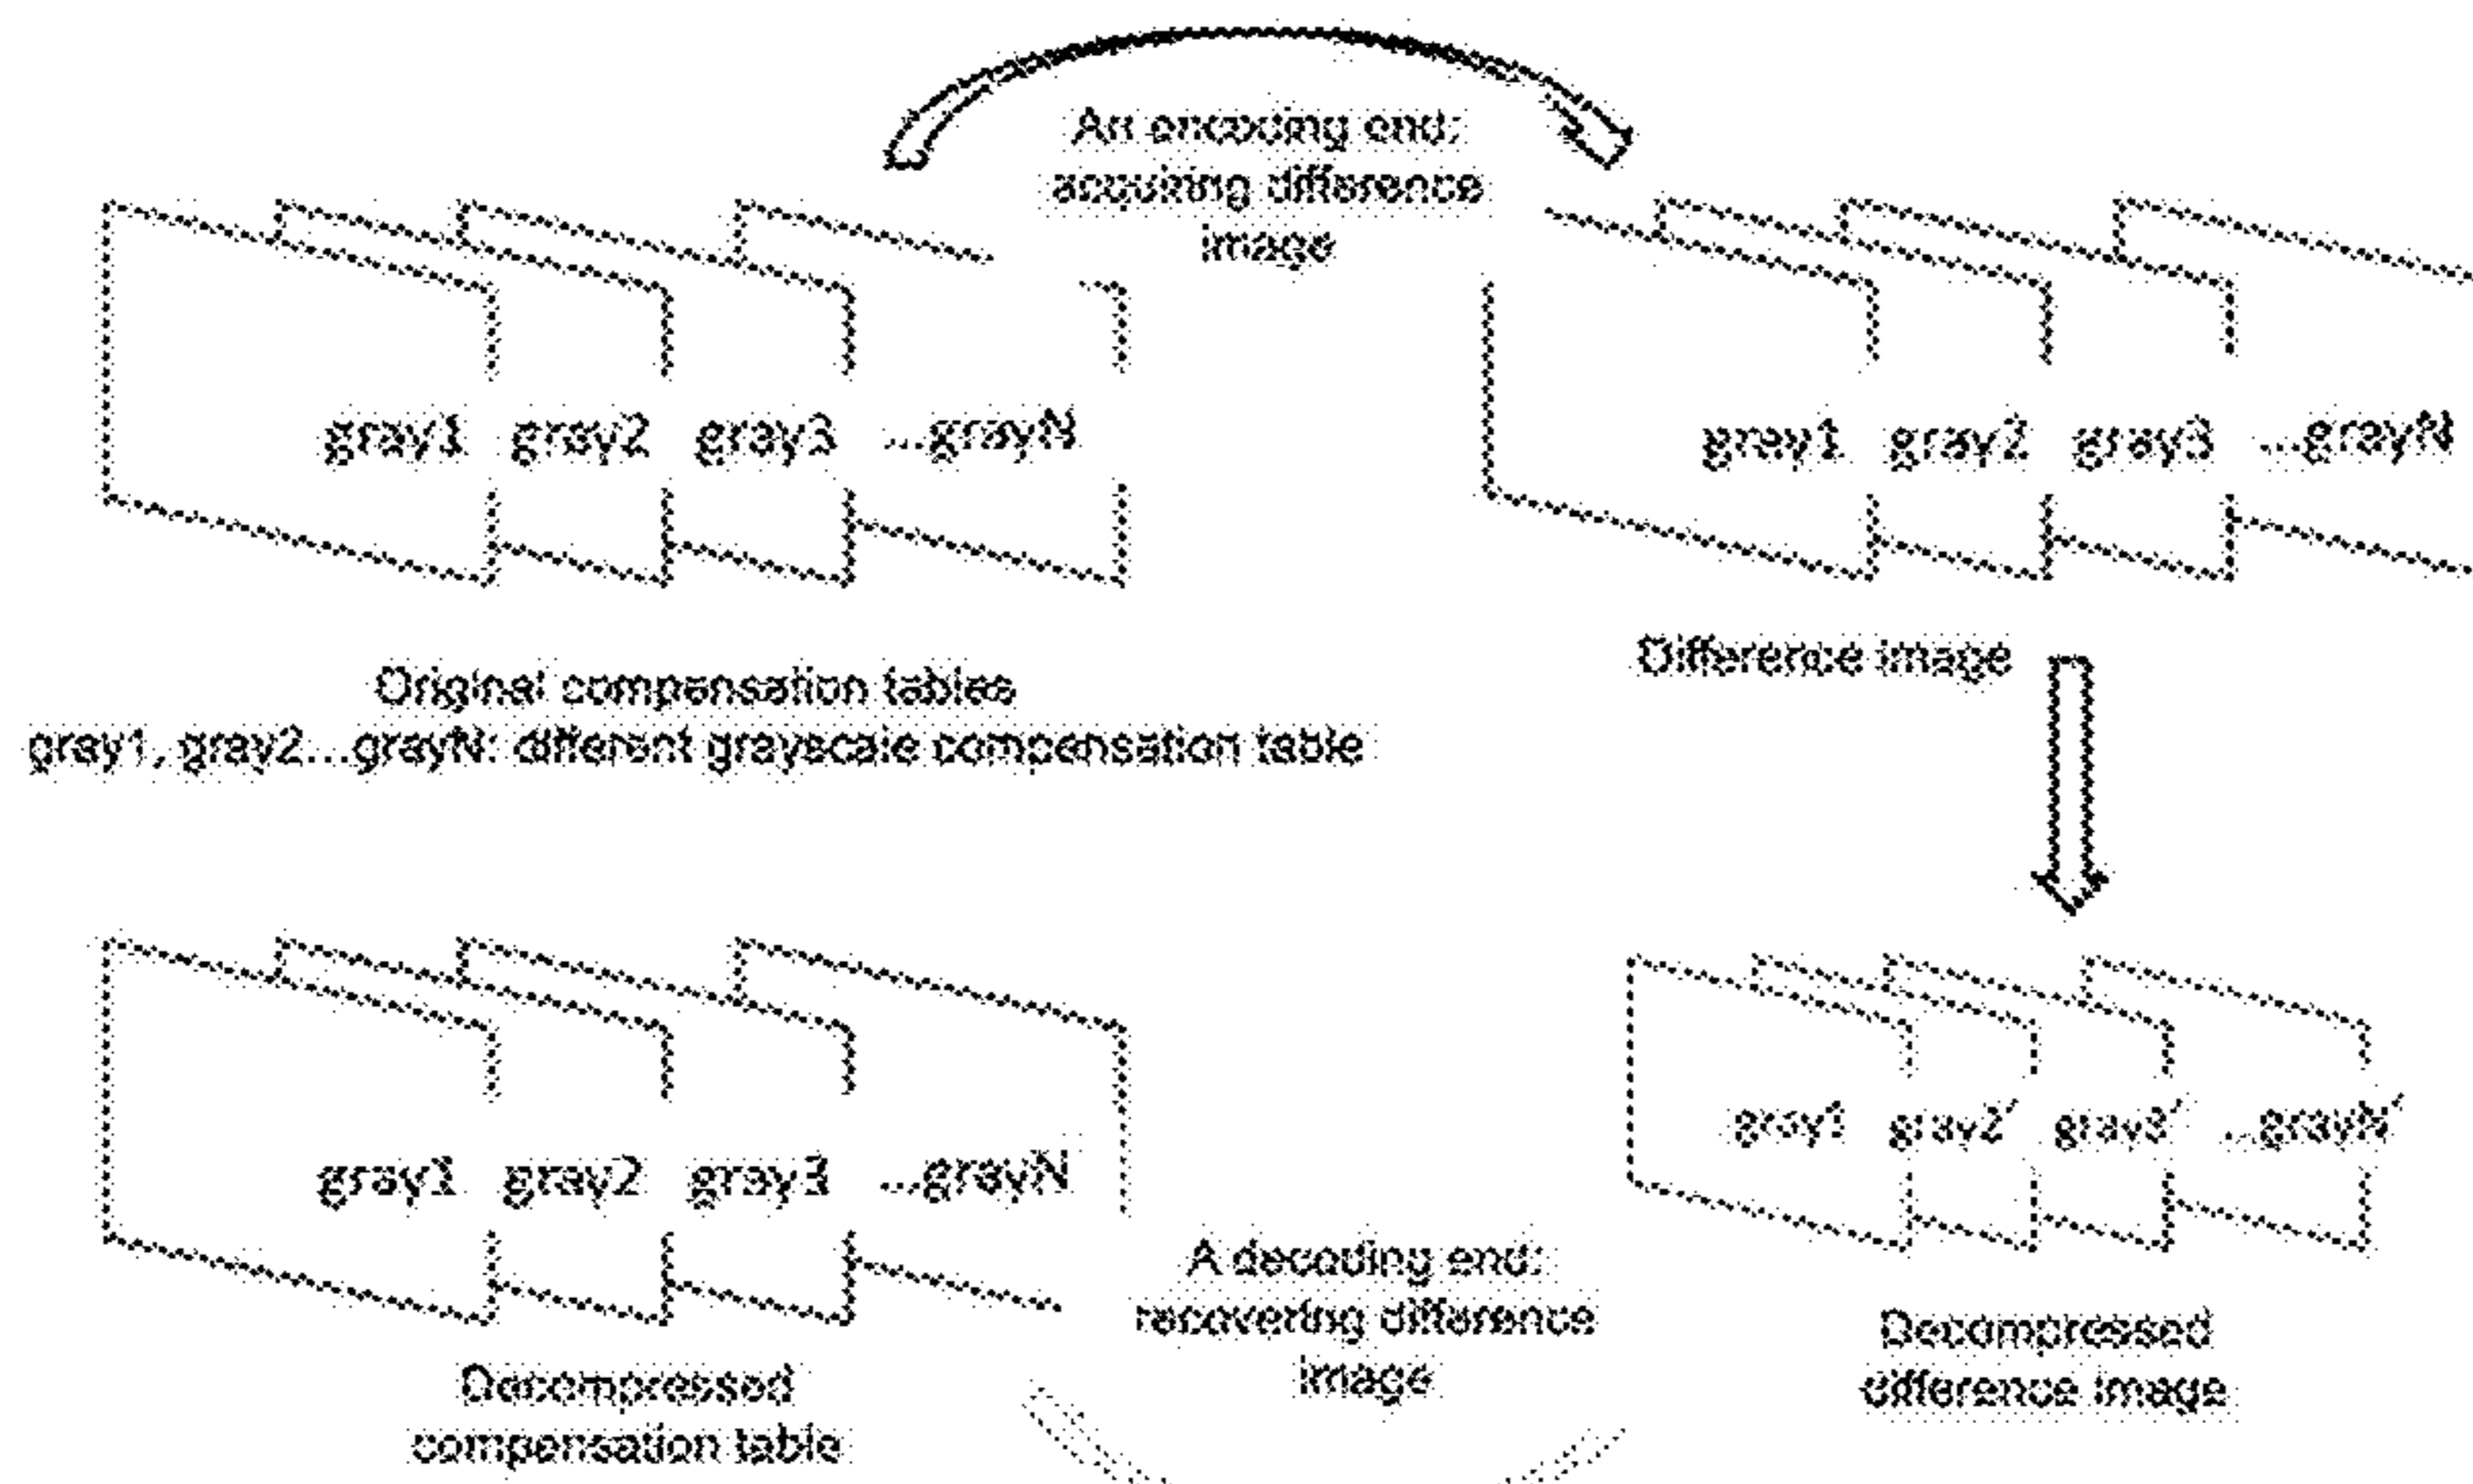 An encoding end:
acquiring difference
image
gray1 gray2 gray3 ...grayN
gray1 gray2 gray3 ...grayN
Original compensation tables
gray1, gray2...grayN: different grayscale compensation table
Difference image
gray1 gray2 gray3 ...grayN
gray1 gray2′ gray3′ ...grayN′
A decoding end:
recovering difference
image
Decompressed
compensation table
Decompressed
difference image